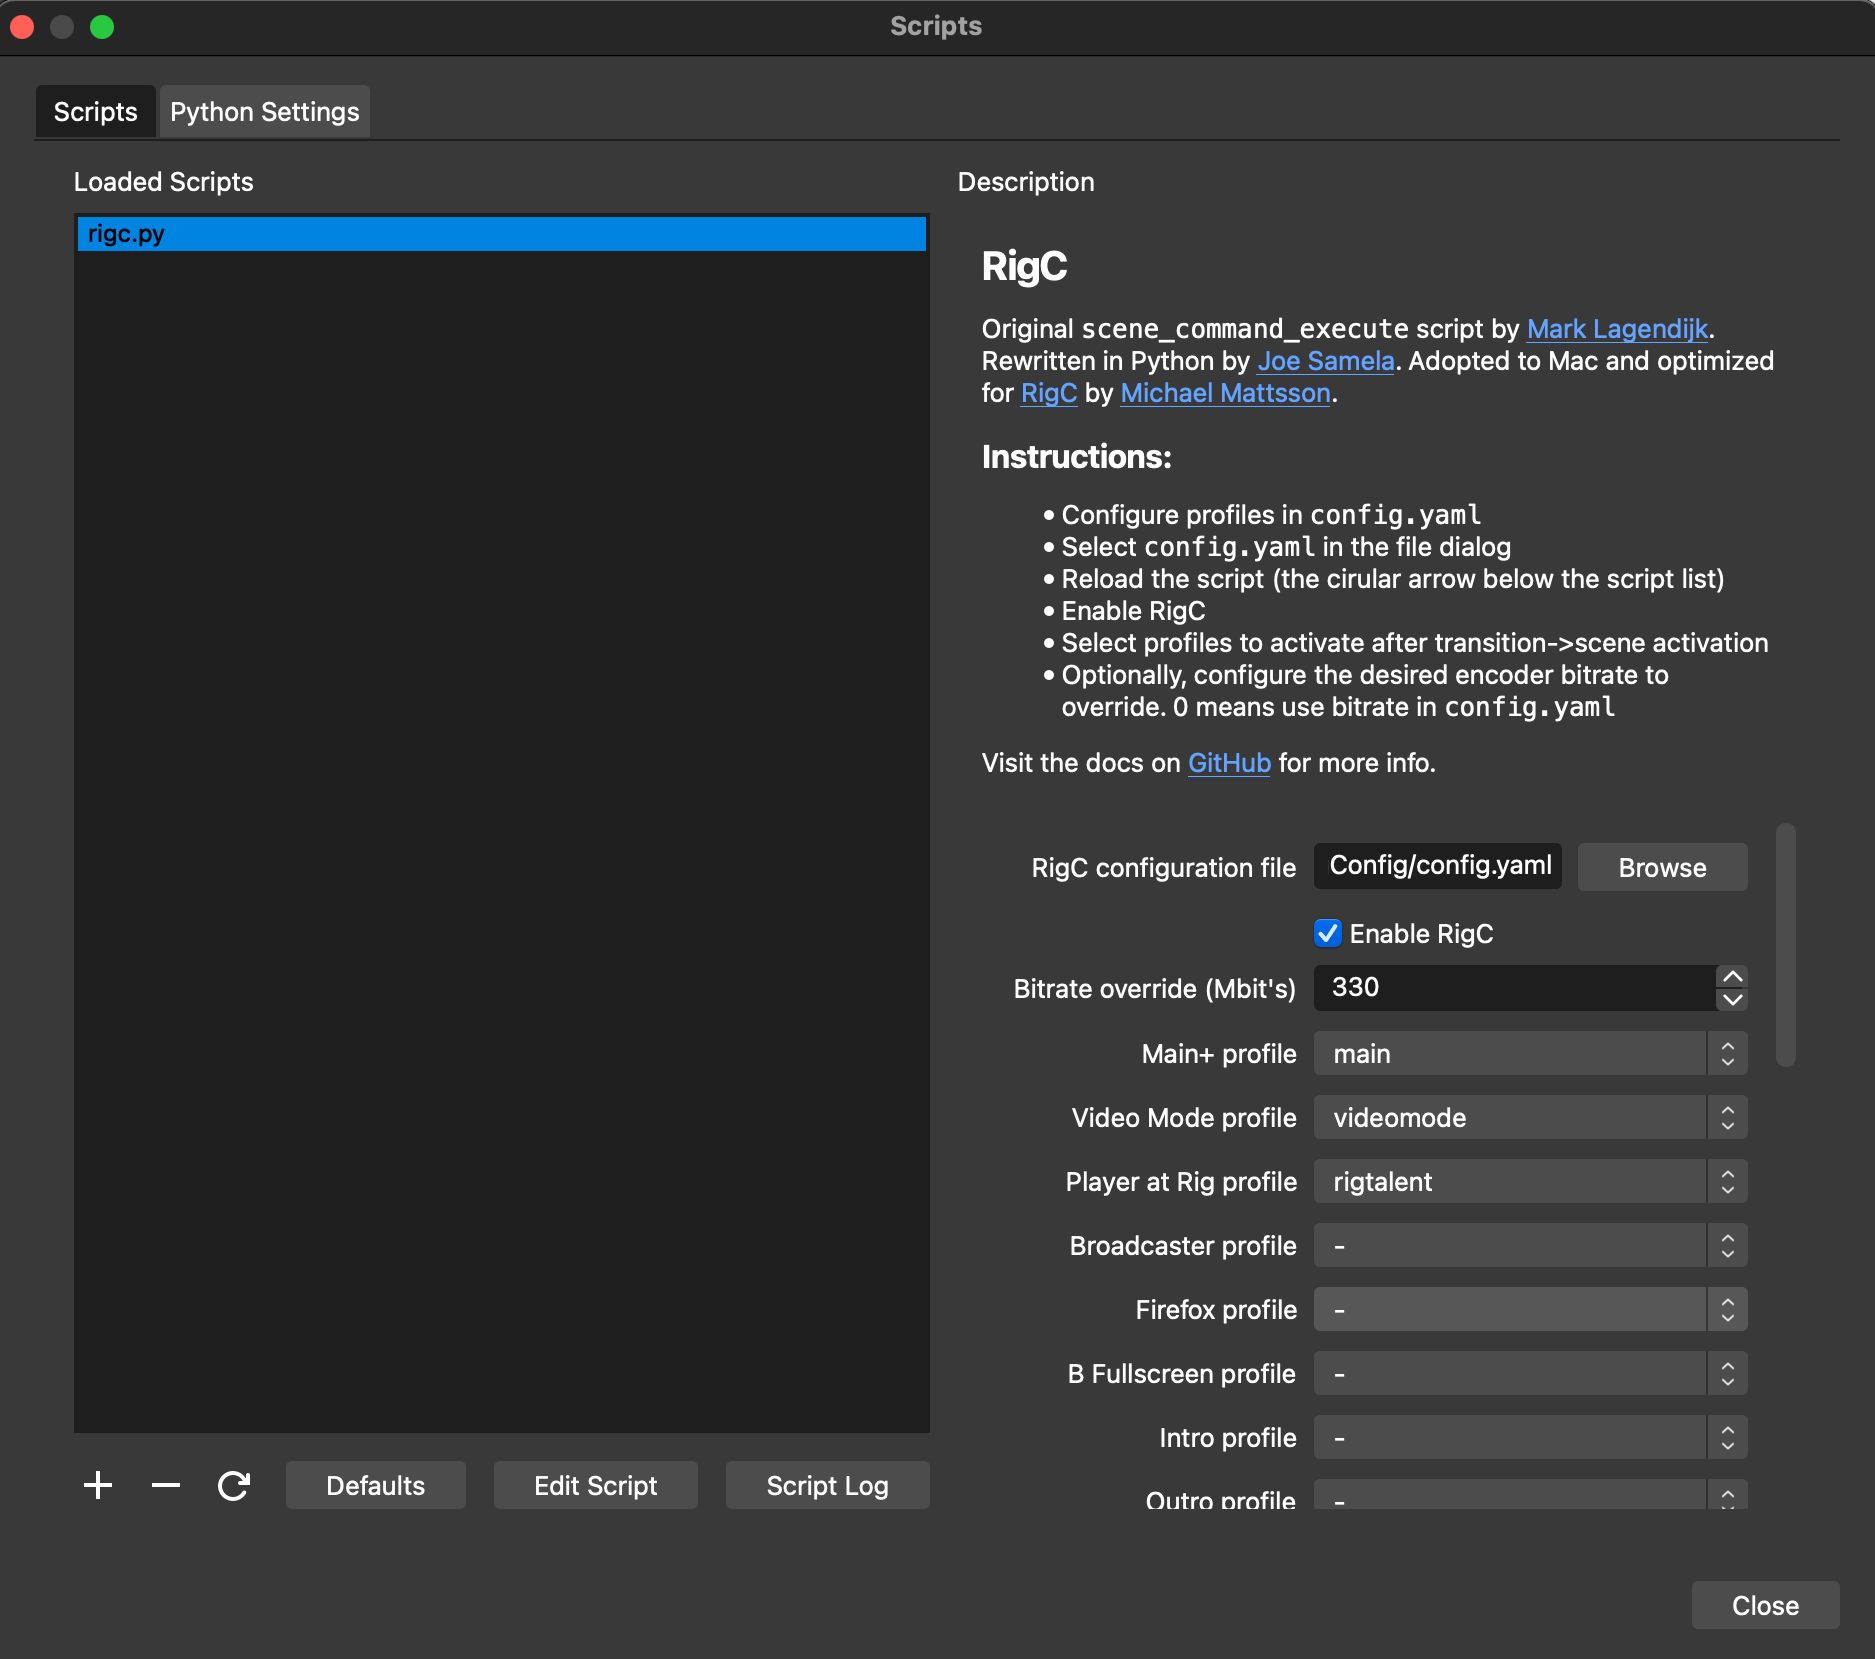 Scripts
Scripts
Python Settings
Loaded Scripts
rigc.py
Description
RigC
Original scene_command_execute script by Mark Lagendijk.
Rewritten in Python by Joe Samela. Adopted to Mac and optimized
for RigC by Michael Mattsson.
Instructions:
• Configure profiles in config.yaml
• Select config.yaml in the file dialog
• Reload the script (the cirular arrow below the script list)
• Enable RigC
• Select profiles to activate after transition->scene activation
• Optionally, configure the desired encoder bitrate to
override. 0 means use bitrate in config.yaml
Visit the docs on GitHub for more info.
RigC configuration file Config/config.yaml Browse
Enable RigC
Bitrate override (Mbit's) 330
Main+ profile main
Video Mode profile videomode
Player at Rig profile rigtalent
Broadcaster profile -
Firefox profile -
B Fullscreen profile -
Intro profile -
Outro profile -
Defaults
Edit Script
Script Log
Close